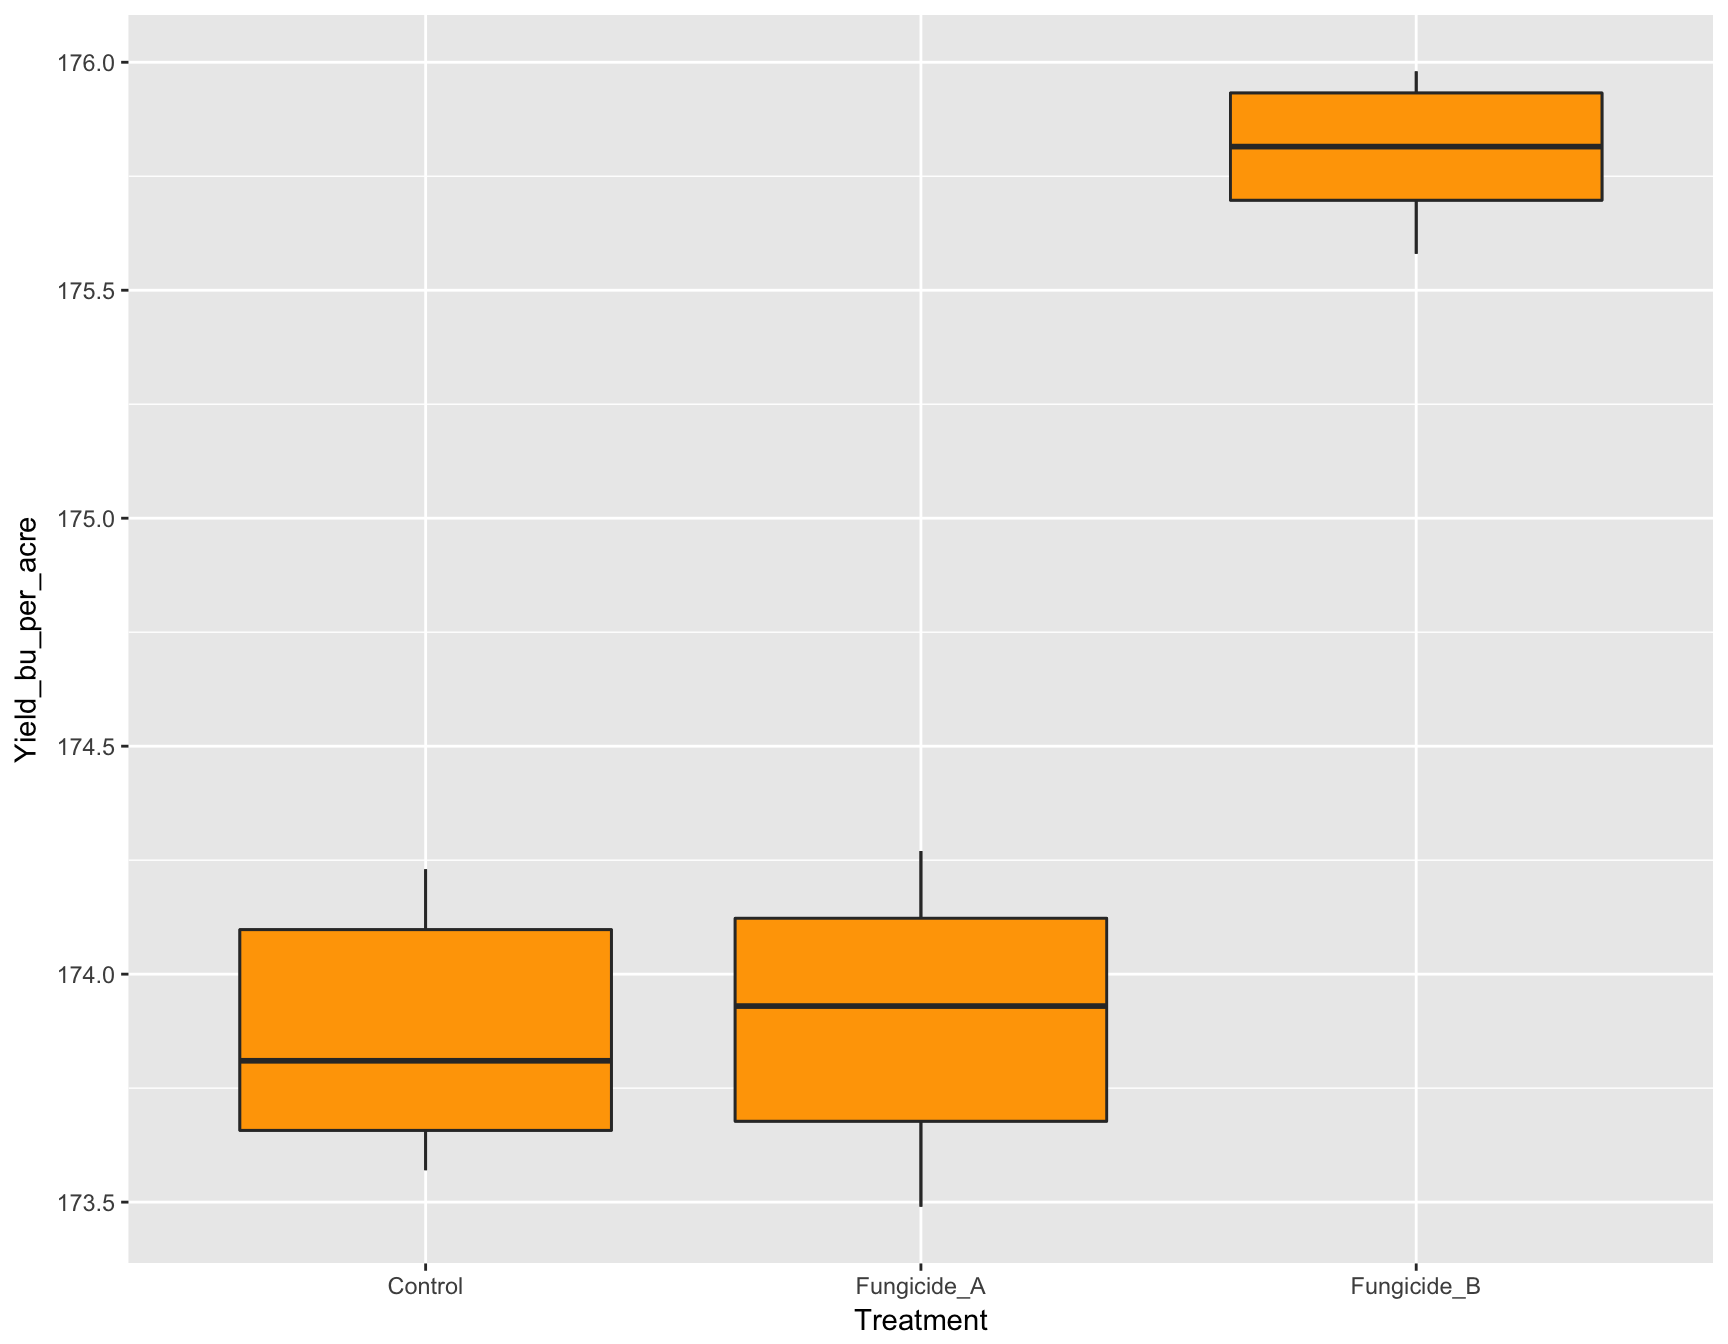 176.0
175.5
175.0
174.5
174.0
173.5
Yield_bu_per_acre
Control Fungicide_A Fungicide_B
Treatment